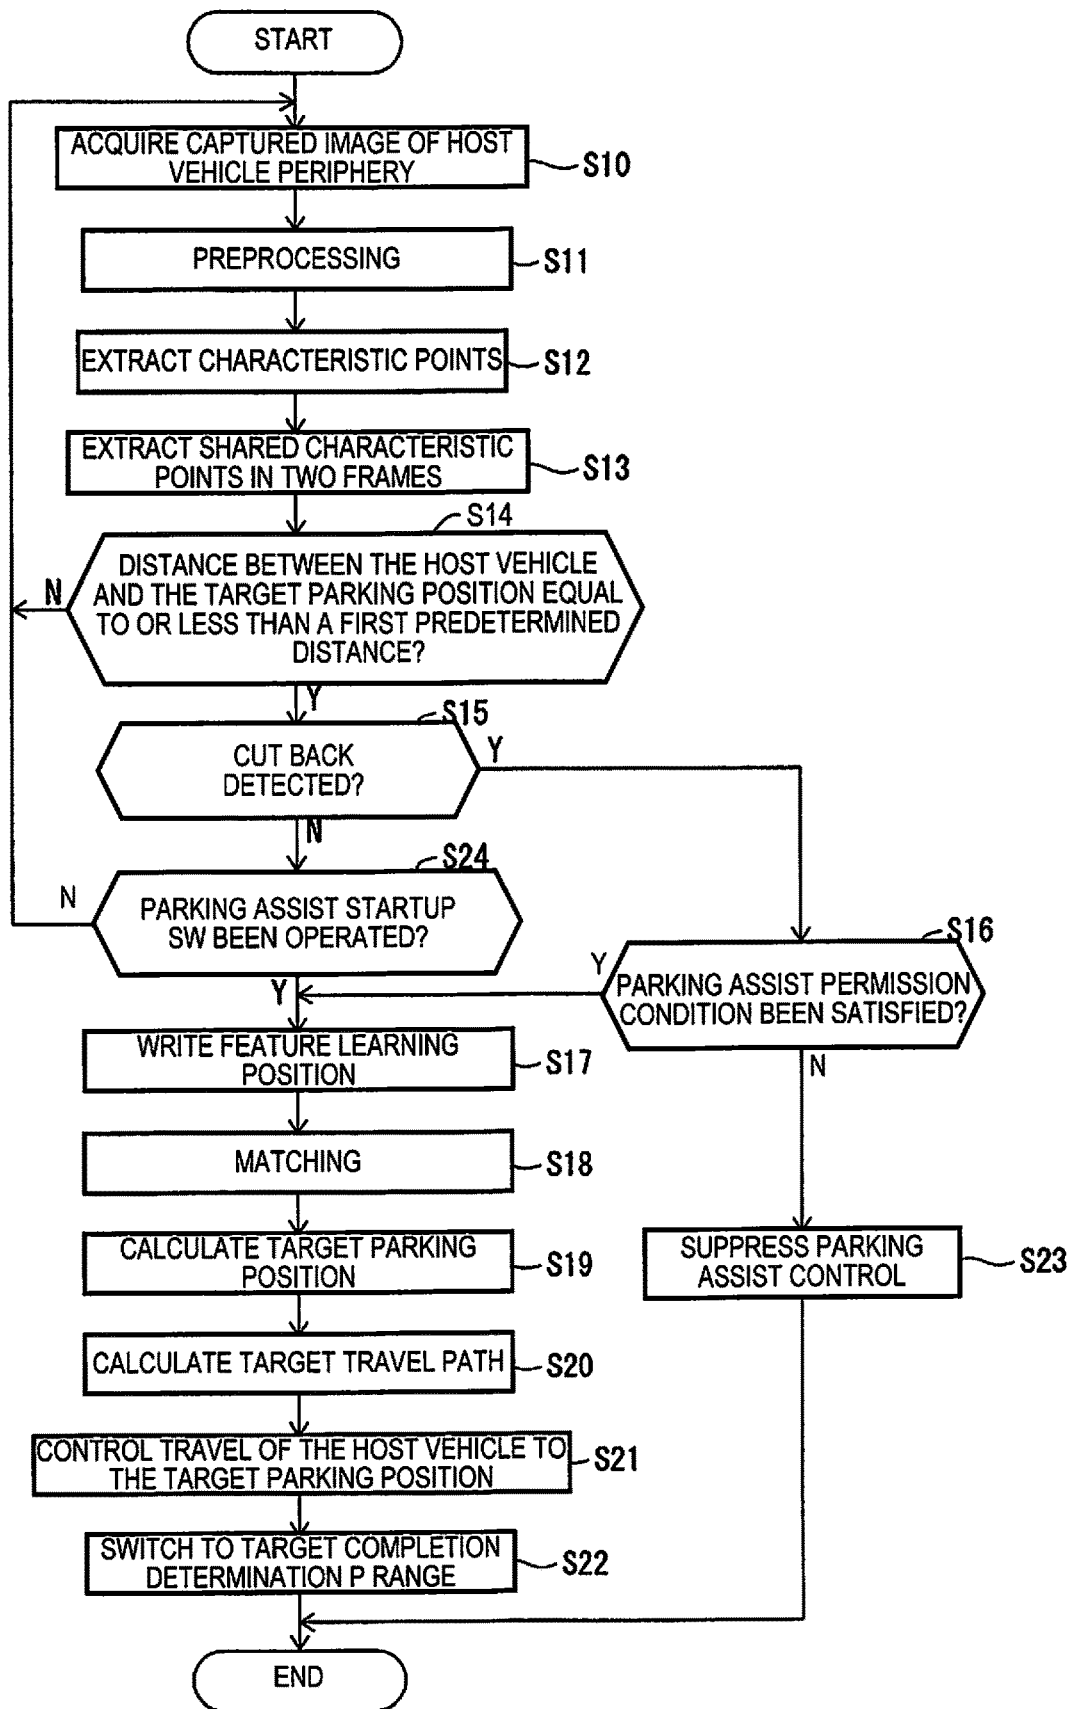 START
ACQUIRE CAPTURED IMAGE OF HOST
VEHICLE PERIPHERY
S10
PREPROCESSING
S11
EXTRACT CHARACTERISTIC POINTS
S12
EXTRACT SHARED CHARACTERISTIC
POINTS IN TWO FRAMES
S13
S14
DISTANCE BETWEEN THE HOST VEHICLE
AND THE TARGET PARKING POSITION EQUAL
TO OR LESS THAN A FIRST PREDETERMINED
DISTANCE?
N
Y
S15
CUT BACK
DETECTED?
Y
N
S24
PARKING ASSIST STARTUP
SW BEEN OPERATED?
N
Y
S16
PARKING ASSIST PERMISSION
CONDITION BEEN SATISFIED?
Y
N
WRITE FEATURE LEARNING
POSITION
S17
MATCHING
S18
CALCULATE TARGET PARKING
POSITION
S19
SUPPRESS PARKING
ASSIST CONTROL
S23
CALCULATE TARGET TRAVEL PATH
S20
CONTROL TRAVEL OF THE HOST VEHICLE TO
THE TARGET PARKING POSITION
S21
SWITCH TO TARGET COMPLETION
DETERMINATION P RANGE
S22
END